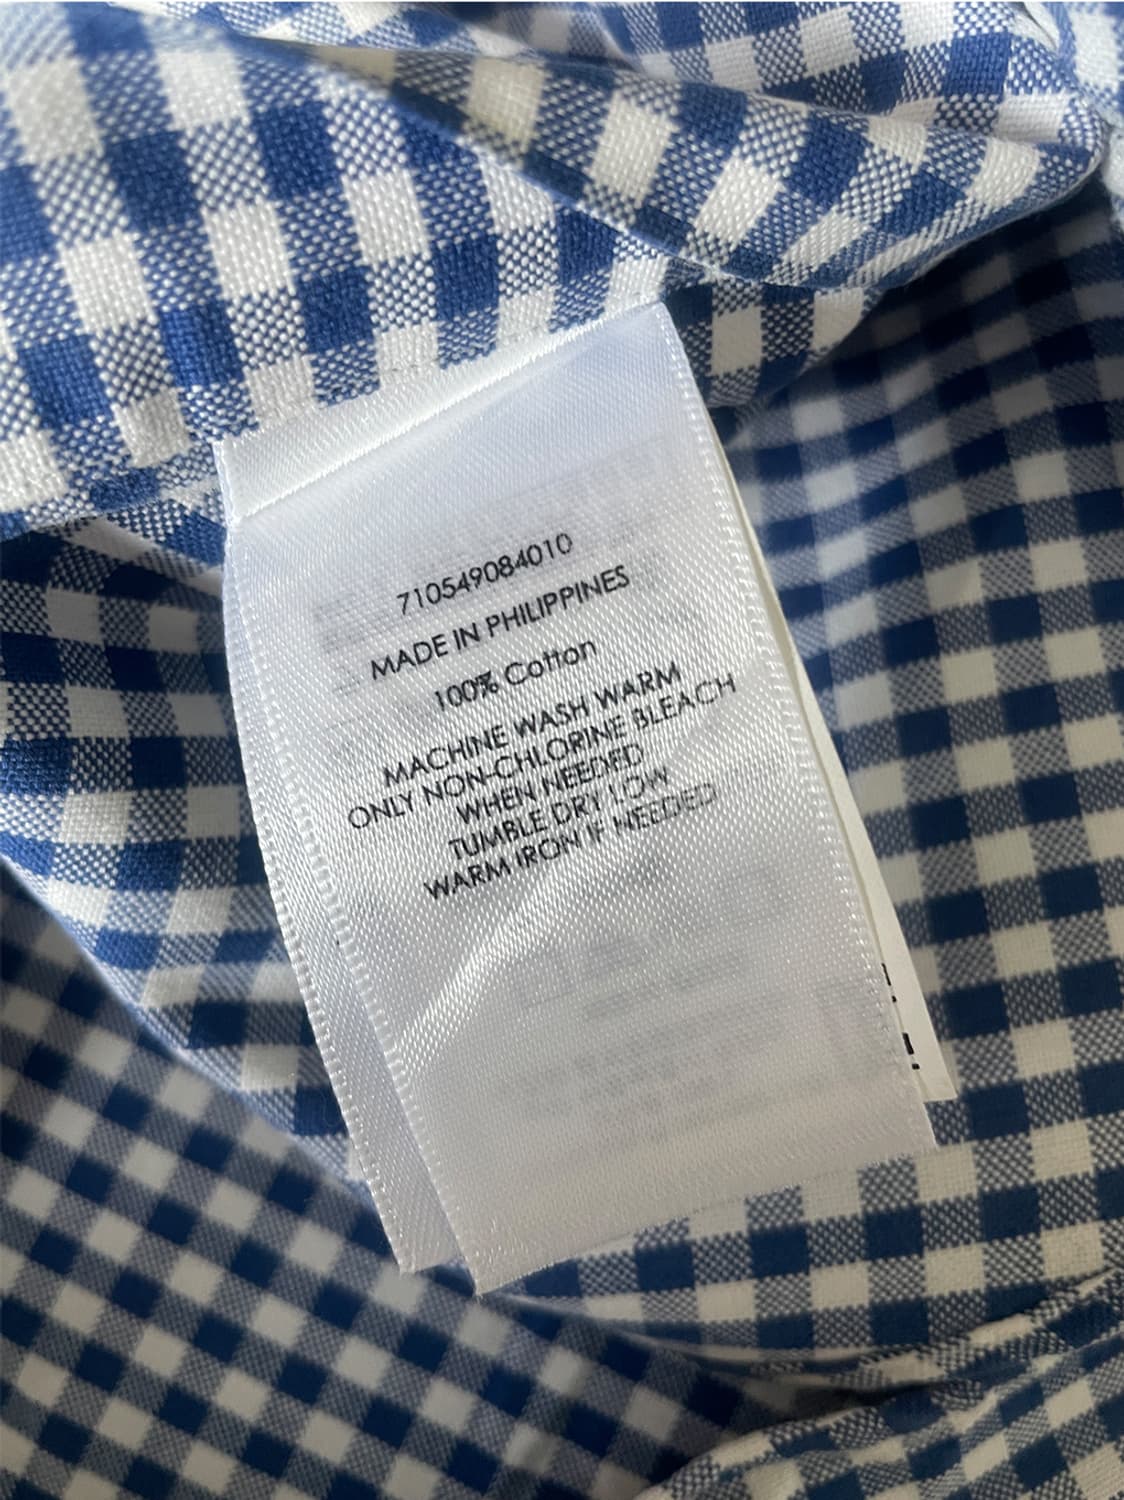 710549084010
MADE IN PHILIPPINES
100% Cotton
MACHINE WASH WARM
ONLY NON-CHLORINE BLEACH
WHEN NEEDED
TUMBLE DRY LOW
WARM IRON IF NEEDED